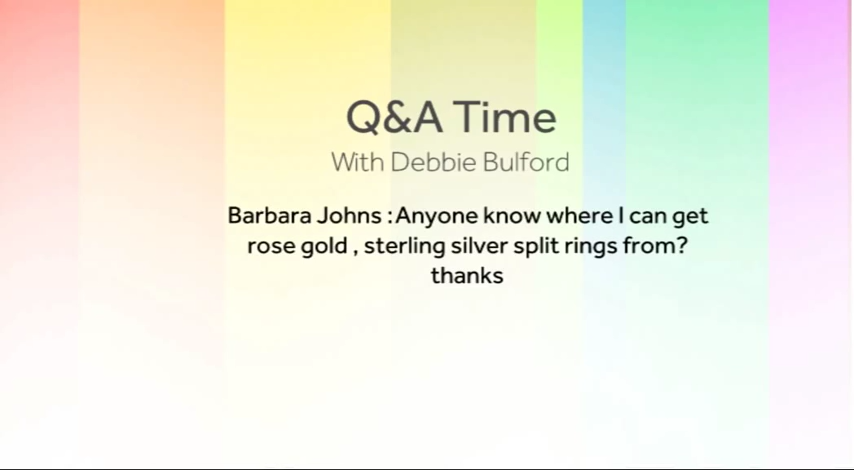 Q&A Time
With Debbie Bulford
Barbara Johns :Anyone know where I can get
rose gold , sterling silver split rings from?
thanks